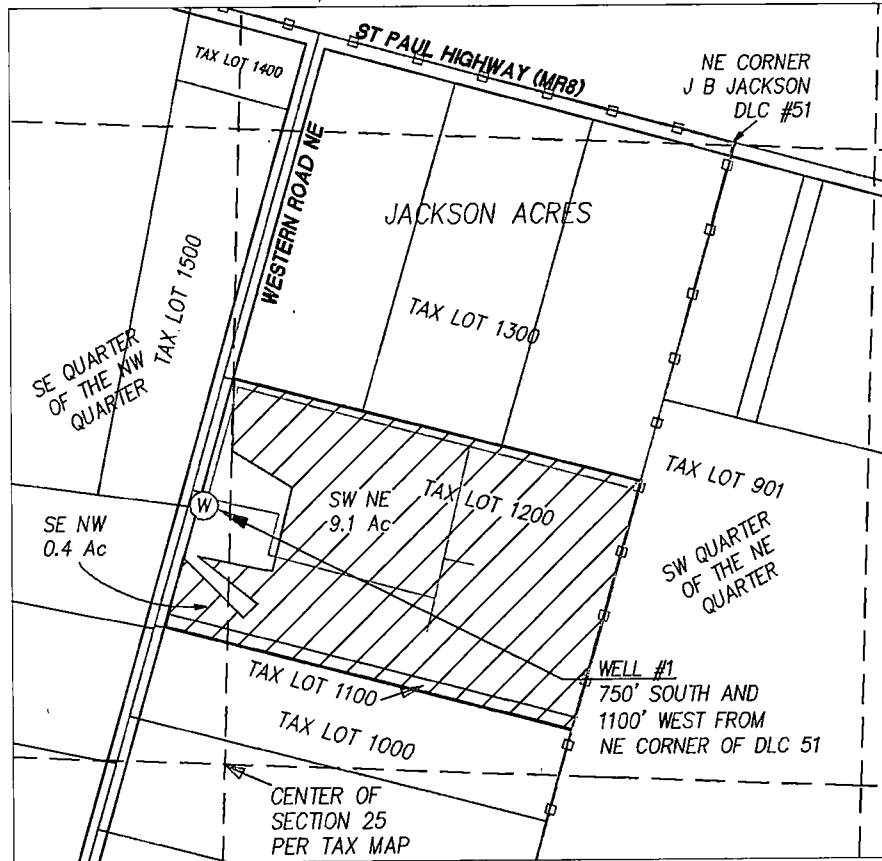 ST PAUL HIGHWAY (MR8)
TAX LOT 1400
NE CORNER
J B JACKSON
DLC #51
WESTERN ROAD NE
JACKSON ACRES
TAX LOT 1500
TAX LOT 1300
SE QUARTER
OF THE NW
QUARTER
TAX LOT 901
SW NE
9.1 Ac
TAX LOT 1200
W
SE NW
0.4 Ac
SW QUARTER
OF THE NE
QUARTER
WELL #1
750' SOUTH AND
1100' WEST FROM
NE CORNER OF DLC 51
TAX LOT 1100
TAX LOT 1000
CENTER OF
SECTION 25
PER TAX MAP